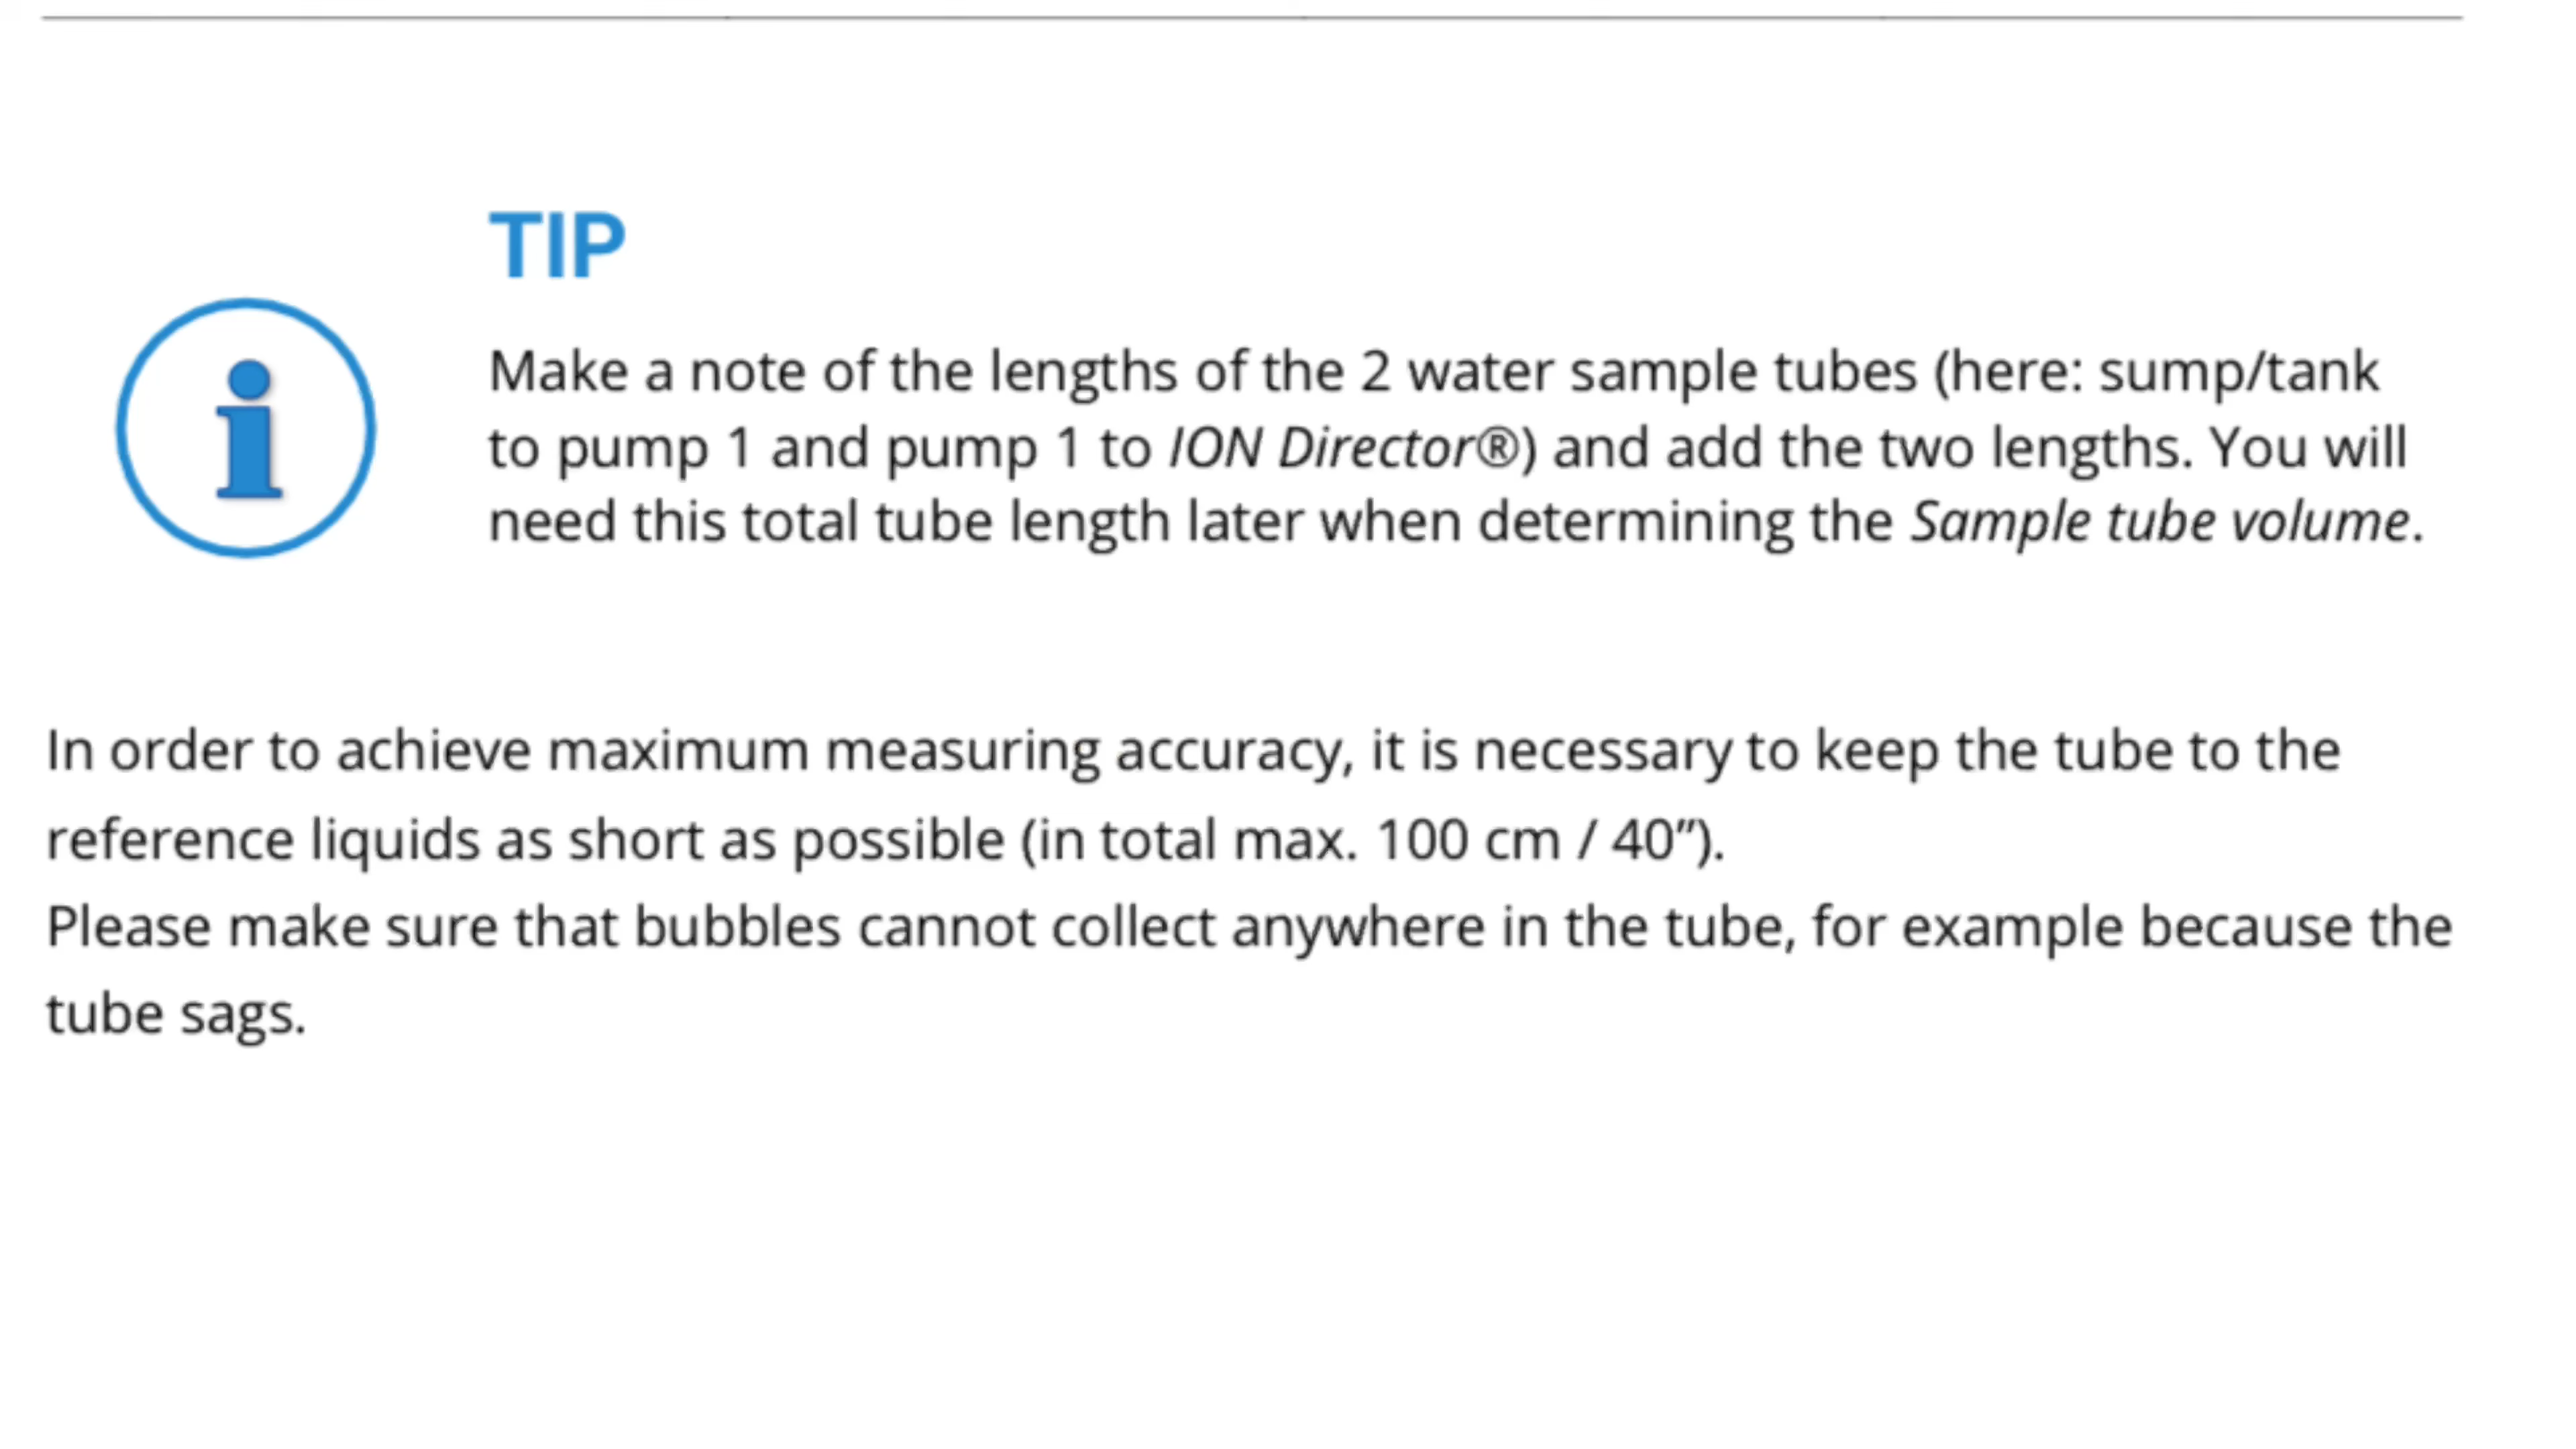 TIP
Make a note of the lengths of the 2 water sample tubes (here: sump/tank
to pump 1 and pump 1 to ION Director®) and add the two lengths. You will
need this total tube length later when determining the Sample tube volume.
In order to achieve maximum measuring accuracy, it is necessary to keep the tube to the
reference liquids as short as possible (in total max. 100 cm / 40”).
Please make sure that bubbles cannot collect anywhere in the tube, for example because the
tube sags.